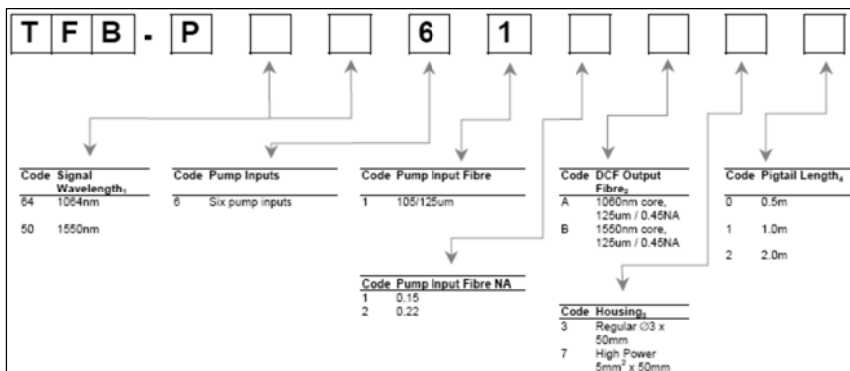 T F B - P 6 1
Code Signal Wavelength₁
64 1064nm
50 1550nm
Code Pump Inputs
6 Six pump inputs
Code Pump Input Fibre
1 105/125um
Code Pump Input Fibre NA
1 0.15
2 0.22
Code DCF Output Fibre₂
A 1060nm core, 125um / 0.45NA
B 1550nm core, 125um / 0.45NA
Code Housing₃
3 Regular ∅3 x 50mm
7 High Power 5mm² x 50mm
Code Pigtail Length₄
0 0.5m
1 1.0m
2 2.0m